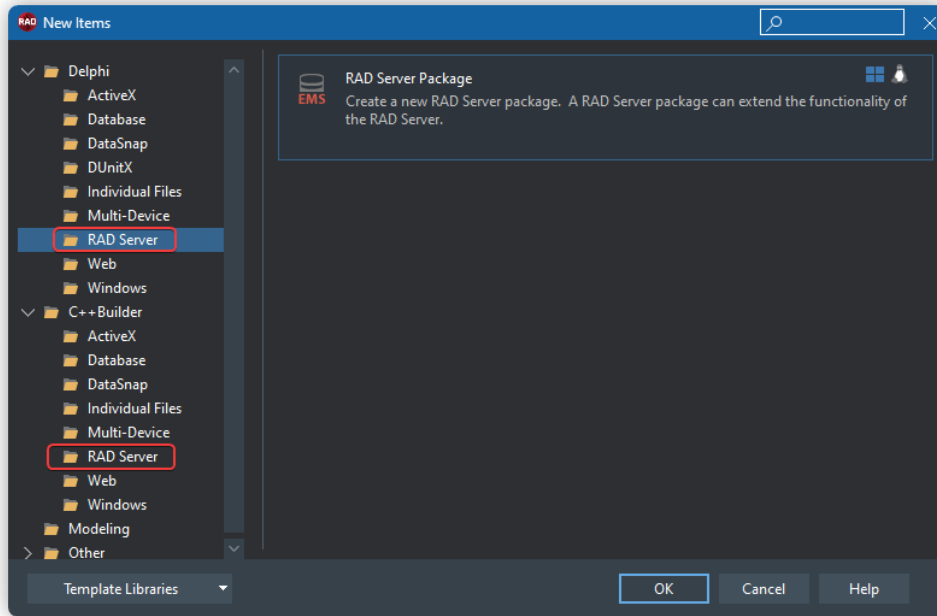 RAD New Items
Delphi
ActiveX
Database
DataSnap
DUnitX
Individual Files
Multi-Device
RAD Server
Web
Windows
C++Builder
ActiveX
Database
DataSnap
Individual Files
Multi-Device
RAD Server
Web
Windows
Modeling
Other
EMS
RAD Server Package
Create a new RAD Server package. A RAD Server package can extend the functionality of
the RAD Server.
Template Libraries
OK
Cancel
Help